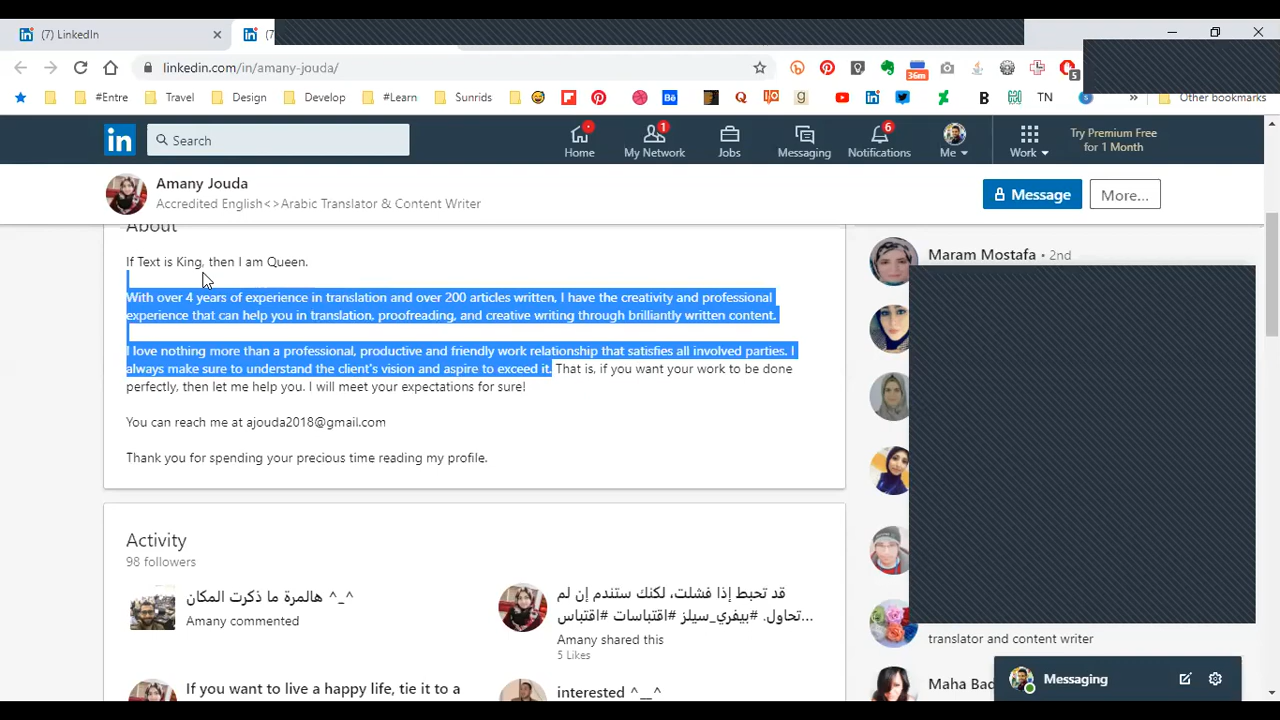 (7) LinkedIn
(7
linkedin.com/in/amany-jouda/
36m
5
#Entre
Travel
Design
Develop
#Learn
Sunrids
TN
Other bookmarks
Search
Home
My Network
1
Jobs
Messaging
Notifications
6
Me
Work
Try Premium Free
for 1 Month
Amany Jouda
Accredited English<>Arabic Translator & Content Writer
Message
More...
About
If Text is King, then I am Queen.
With over 4 years of experience in translation and over 200 articles written, I have the creativity and professional
experience that can help you in translation, proofreading, and creative writing through brilliantly written content.
I love nothing more than a professional, productive and friendly work relationship that satisfies all involved parties. I
always make sure to understand the client's vision and aspire to exceed it. That is, if you want your work to be done
perfectly, then let me help you. I will meet your expectations for sure!
You can reach me at ajouda2018@gmail.com
Thank you for spending your precious time reading my profile.
Activity
98 followers
هالمرة ما ذكرت المكان ^_^
Amany commented
قد تحبط إذا فشلت، لكنك ستندم إن لم
تحاول. #بيفري_سيلز #اقتباسات #اقتباس...
Amany shared this
5 Likes
If you want to live a happy life, tie it to a
interested ^__^
Maram Mostafa • 2nd
translator and content writer
Maha Bad
Messaging